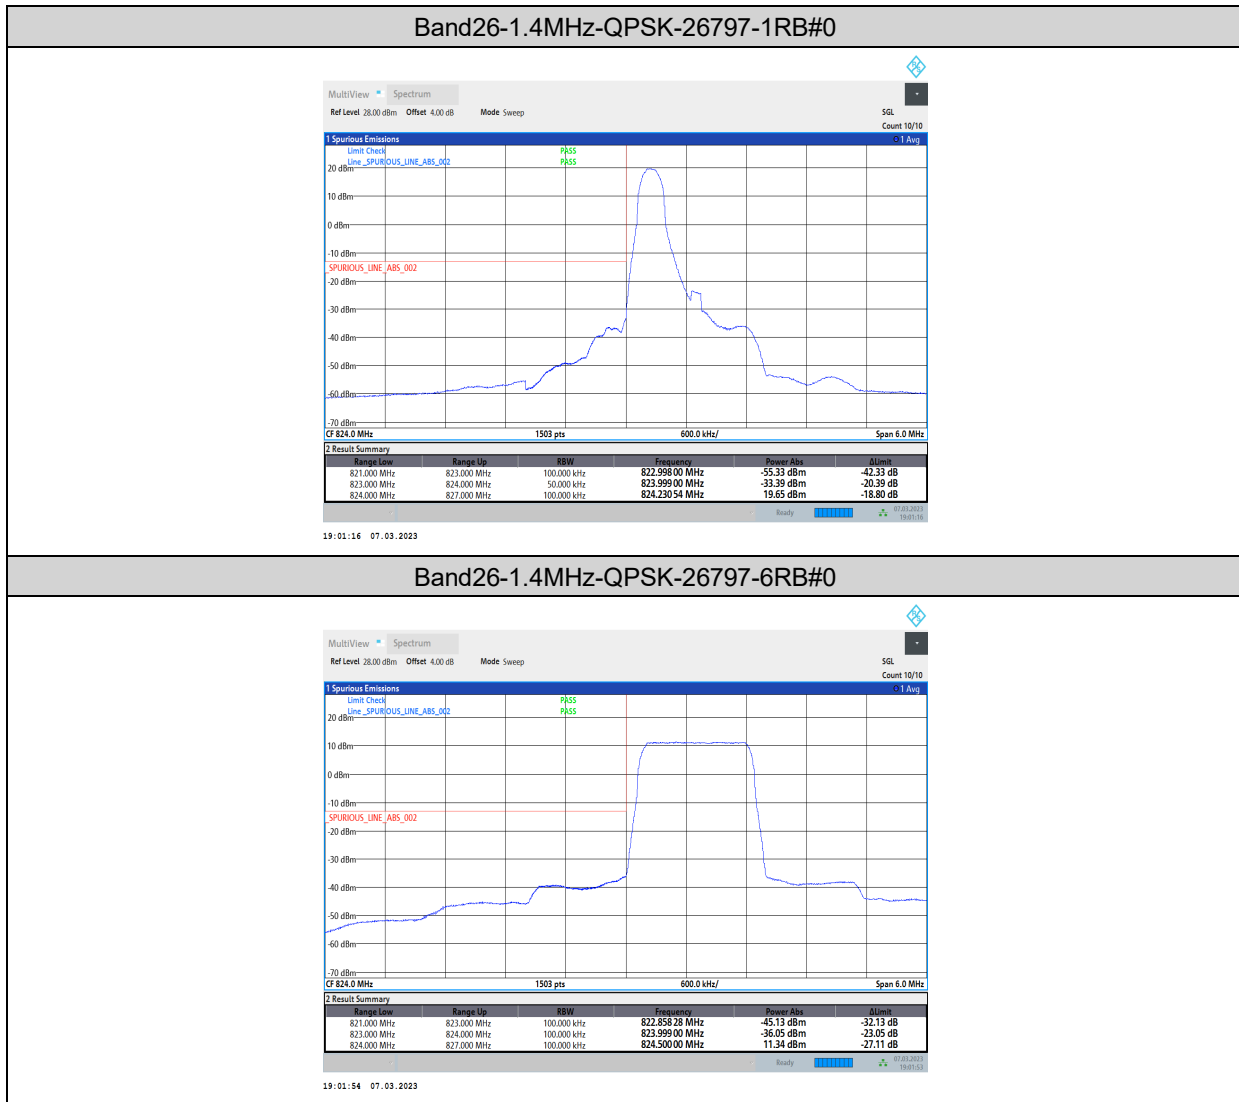 Band26-1.4MHz-QPSK-26797-1RB#0
MultiView Spectrum
Ref Level 28.00 dBm Offset 4.00 dB Mode Sweep SGL
Count 10/10
1 Spurious Emissions 1 Avg
Limit Check PASS
Line _SPURIOUS_LINE_ABS_002 PASS
20 dBm
10 dBm
0 dBm
-10 dBm
_SPURIOUS_LINE_ABS_002
-20 dBm
-30 dBm
-40 dBm
-50 dBm
-60 dBm
-70 dBm
CF 824.0 MHz 1503 pts 600.0 kHz/ Span 6.0 MHz
2 Result Summary
Range Low Range Up RBW Frequency Power Abs ΔLimit
821.000 MHz 823.000 MHz 100.000 kHz 822.99800 MHz -55.33 dBm -42.33 dB
823.000 MHz 824.000 MHz 50.000 kHz 823.99900 MHz -33.39 dBm -20.39 dB
824.000 MHz 827.000 MHz 100.000 kHz 824.23054 MHz 19.65 dBm -18.80 dB
Ready 07.03.2023
19:01:16
19:01:16 07.03.2023
Band26-1.4MHz-QPSK-26797-6RB#0
MultiView Spectrum
Ref Level 28.00 dBm Offset 4.00 dB Mode Sweep SGL
Count 10/10
1 Spurious Emissions 1 Avg
Limit Check PASS
Line _SPURIOUS_LINE_ABS_002 PASS
20 dBm
10 dBm
0 dBm
-10 dBm
_SPURIOUS_LINE_ABS_002
-20 dBm
-30 dBm
-40 dBm
-50 dBm
-60 dBm
-70 dBm
CF 824.0 MHz 1503 pts 600.0 kHz/ Span 6.0 MHz
2 Result Summary
Range Low Range Up RBW Frequency Power Abs ΔLimit
821.000 MHz 823.000 MHz 100.000 kHz 822.85828 MHz -45.13 dBm -32.13 dB
823.000 MHz 824.000 MHz 100.000 kHz 823.99900 MHz -36.05 dBm -23.05 dB
824.000 MHz 827.000 MHz 100.000 kHz 824.50000 MHz 11.34 dBm -27.11 dB
Ready 07.03.2023
19:01:53
19:01:54 07.03.2023